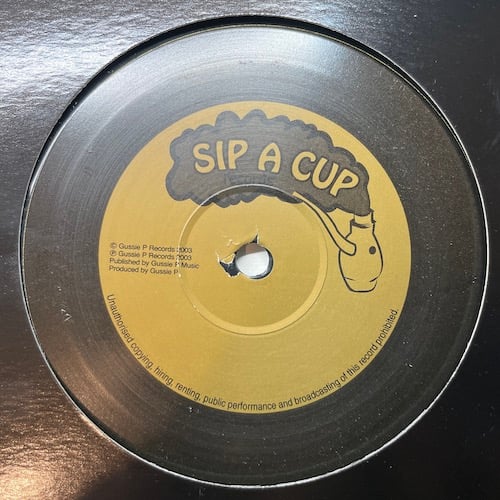 SIP A CUP
© Gussie P Records 2003
℗ Gussie P Records 2003
Published by Gussie P Music
Produced by Gussie P
Unauthorised copying, hiring, renting, public performance and broadcasting of this record prohibited.